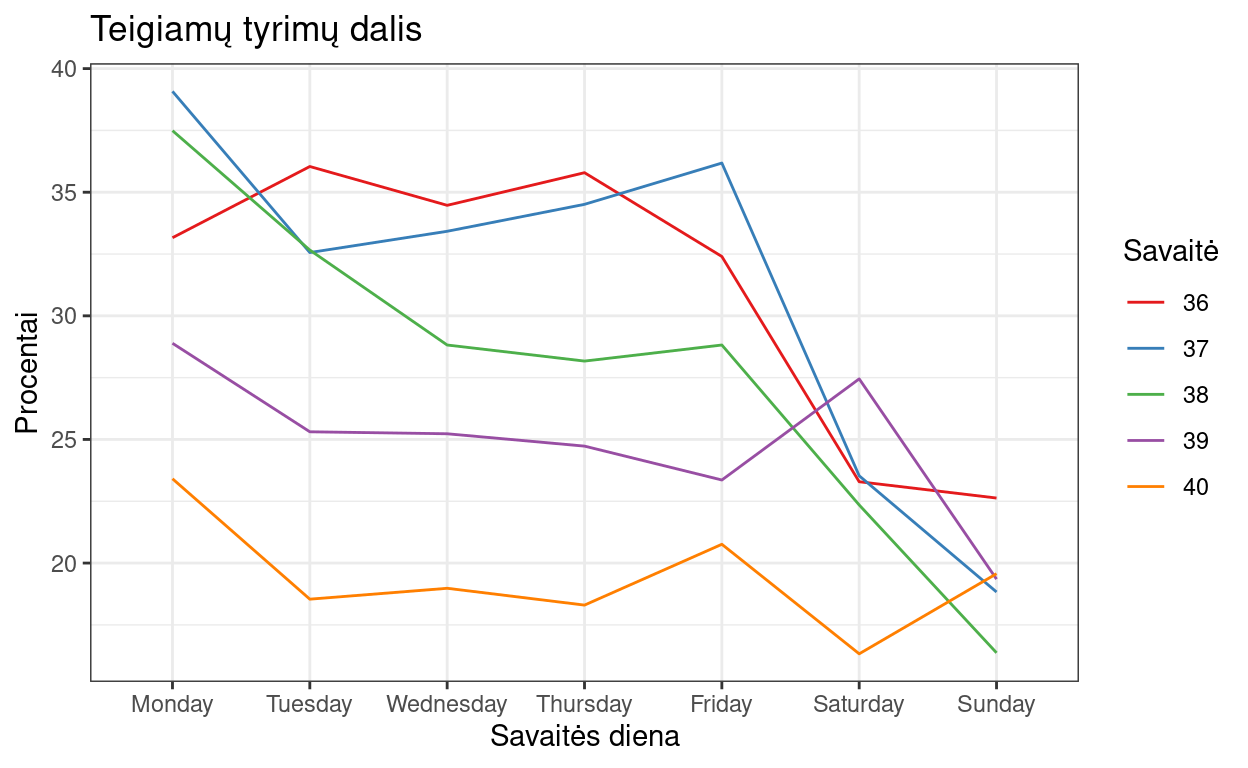 Teigiamų tyrimų dalis
40
35
30
25
20
Procentai
Monday Tuesday Wednesday Thursday Friday Saturday Sunday
Savaitės diena
Savaitė
36
37
38
39
40